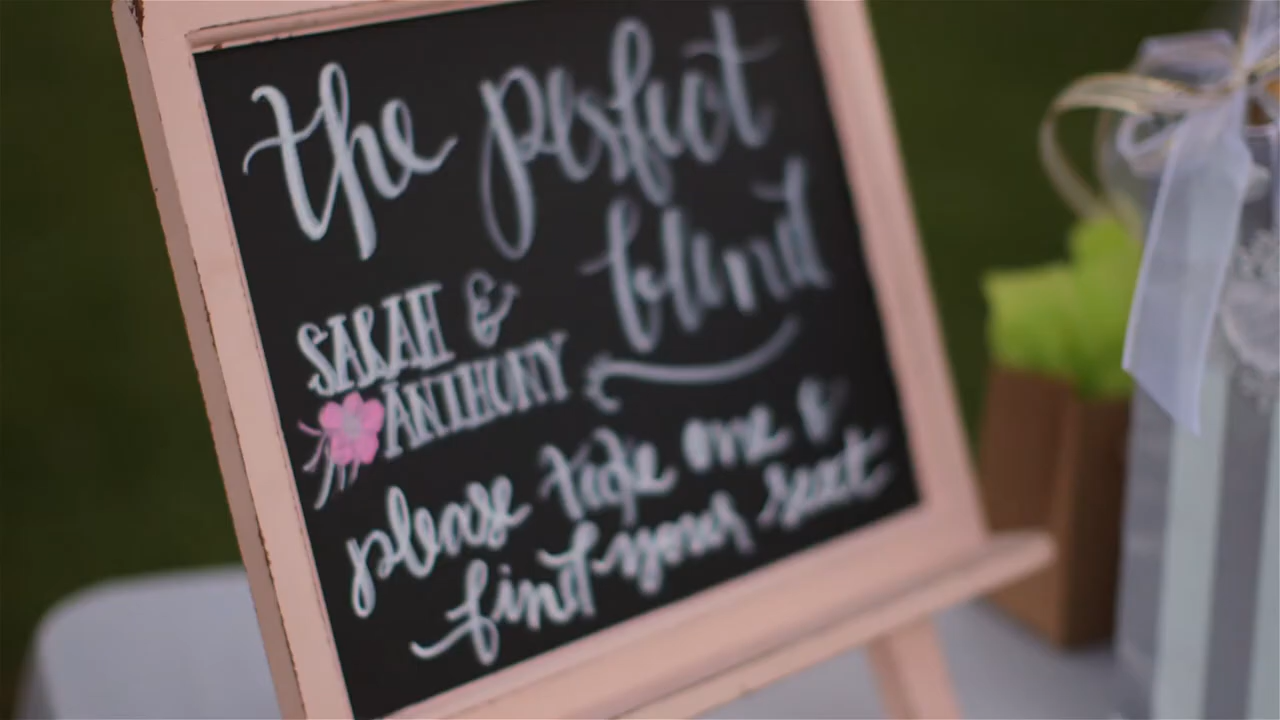 the perfect
blend
SARAH &
ANTHONY
please take one &
find your seat